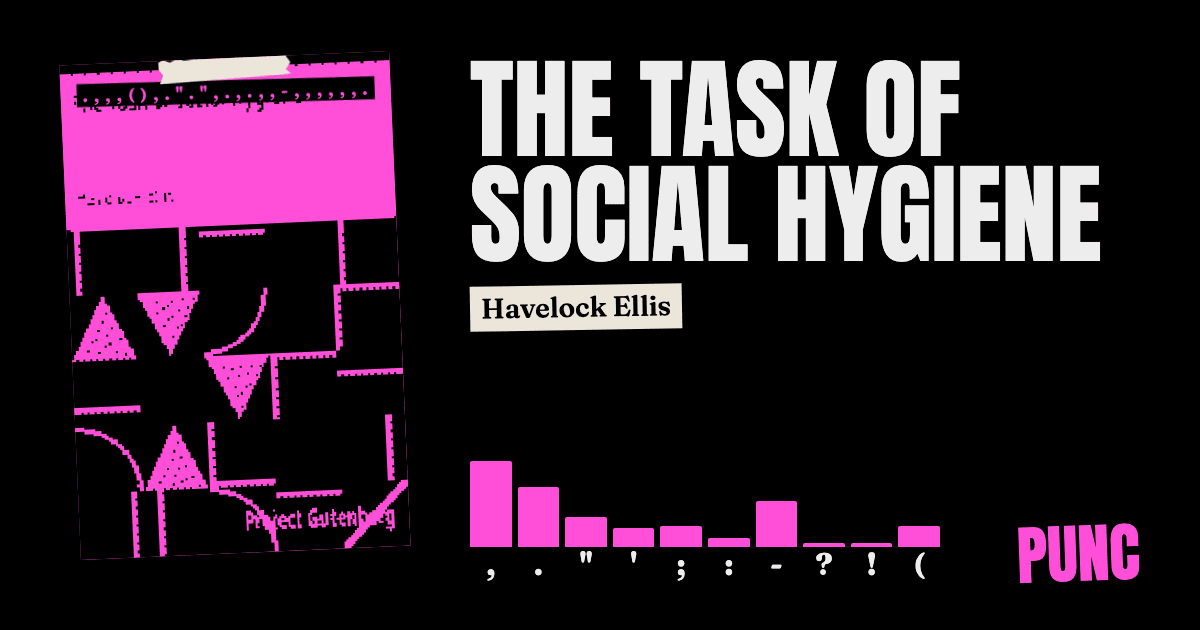 .,,,(),.".",.,.,,-,,,,,,.
THE TASK OF
SOCIAL HYGIENE
Havelock Ellis
Project Gutenberg
, . " ' ; : - ? ! (
PUNC